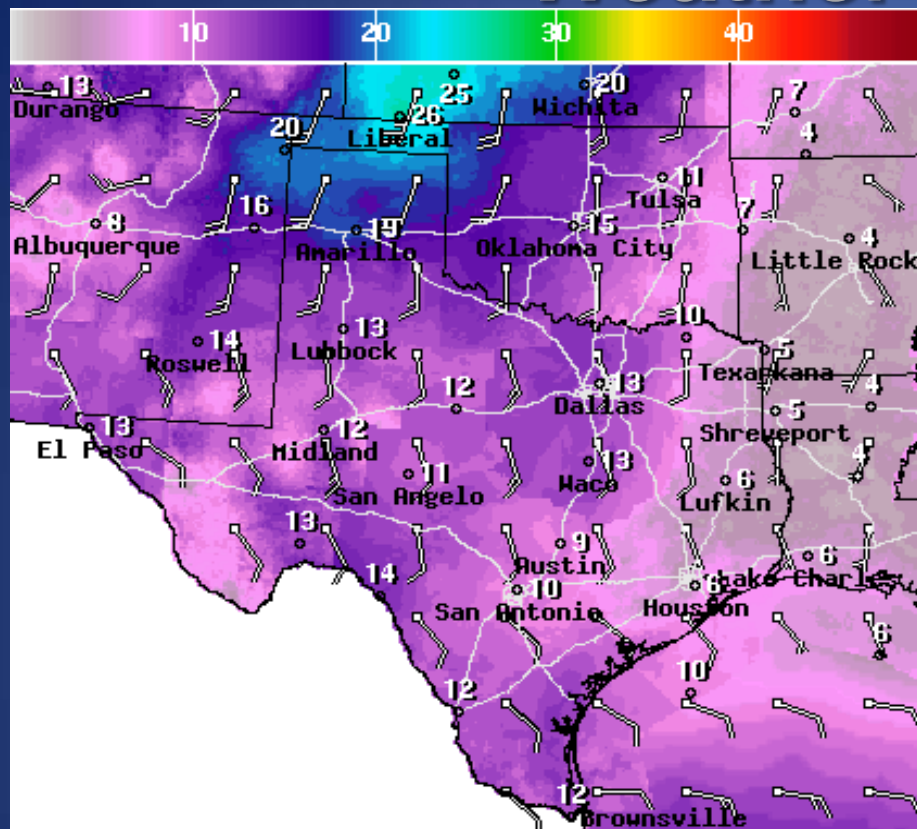 10 20 30 40
13 25 20 7
Durango Wichita
26
Liberal
20 4
11
Tulsa
8 16 19 15 7 4
Albuquerque Amarillo Oklahoma City Little Rock
14 13 10
Roswell Lubbock
5
Texarkana
13
Dallas
12 5 4
Shreveport
13 12
El Paso Midland
11 13 4
San Angelo Waco
6
Lufkin
13 9 6
Austin Lake Charles
14 10 6
San Antonio Houston
6
12 10
12
Brownsville